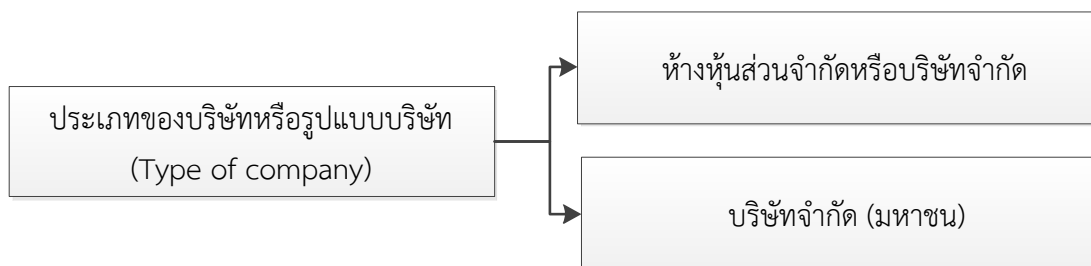 ห้างหุ้นส่วนจำกัดหรือบริษัทจำกัด
ประเภทของบริษัทหรือรูปแบบบริษัท
(Type of company)
บริษัทจำกัด (มหาชน)